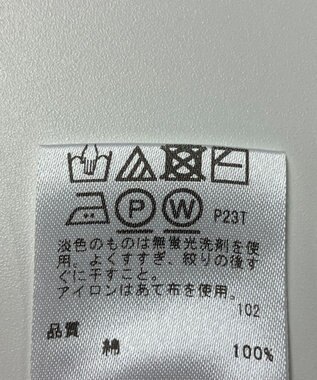 P W P23T
淡色のものは無蛍光洗剤を使
用、よくすすぎ、絞りの後す
ぐに干すこと。
アイロンはあて布を使用。
102
品質
綿 100%